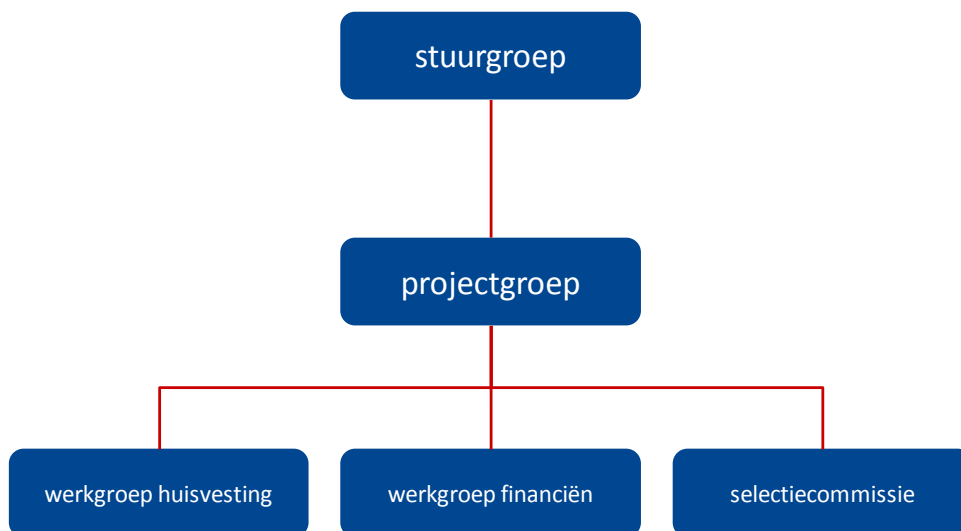 stuurgroep
projectgroep
werkgroep huisvesting
werkgroep financiën
selectiecommissie